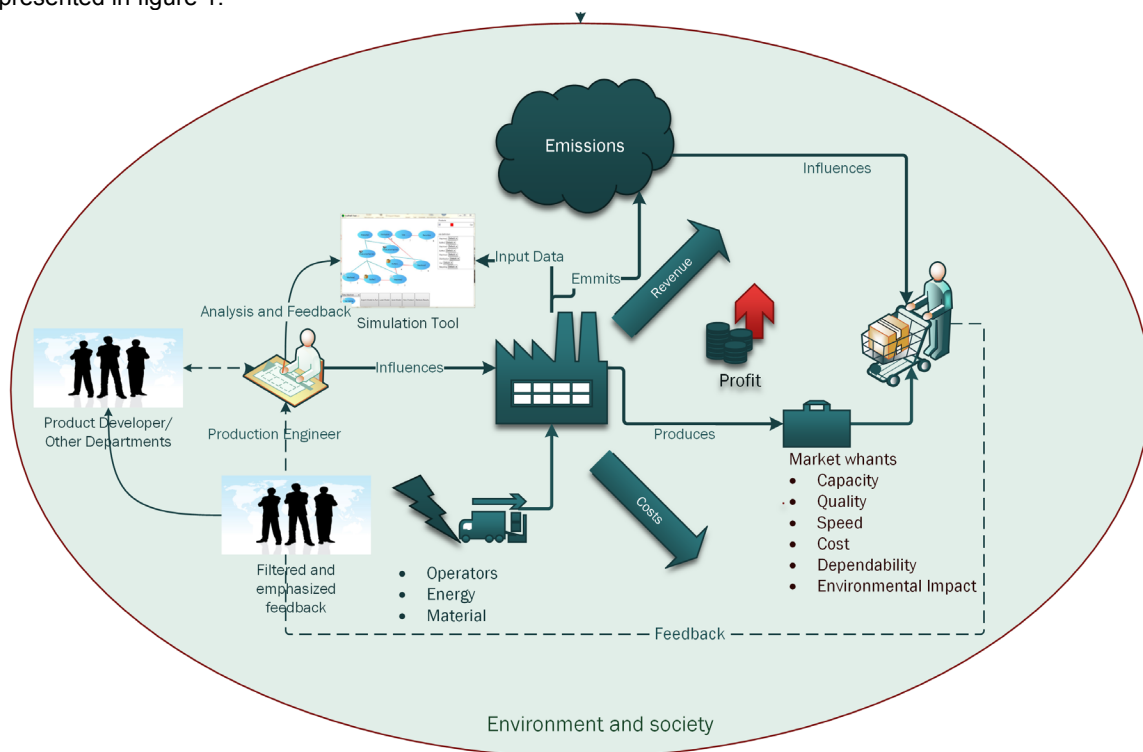 presented in figure 1.
Emissions
Influences
Input Data
Emmits
Revenue
Analysis and Feedback
Simulation Tool
Profit
Influences
Product Developer/
Other Departments
Production Engineer
Produces
Market whants
• Capacity
• Quality
• Speed
• Cost
• Dependability
• Environmental Impact
Costs
Filtered and
emphasized
feedback
• Operators
• Energy
• Material
Feedback
Environment and society